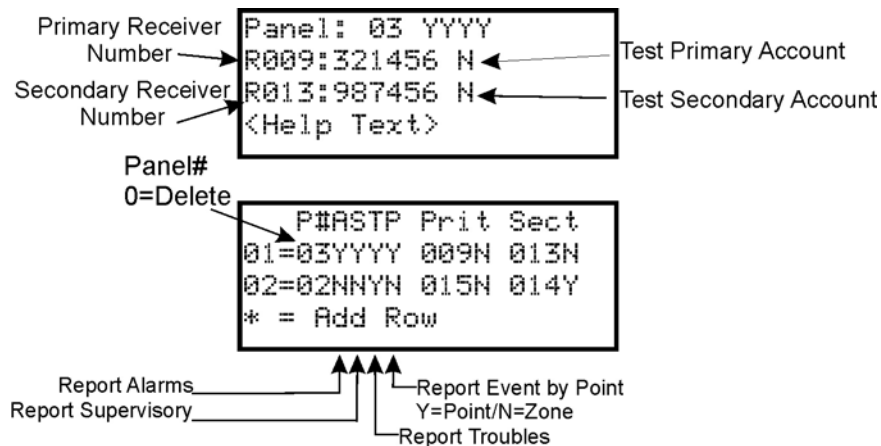 Primary Receiver
Number
Panel: 03 YYYY
R009:321456 N
Test Primary Account
Secondary Receiver
Number
R013:987456 N
Test Secondary Account
<Help Text>
Panel#
0=Delete
P#ASTP Prit Sect
01=03YYYY 009N 013N
02=02NNYN 015N 014Y
* = Add Row
Report Alarms
Report Supervisory
Report Event by Point
Y=Point/N=Zone
Report Troubles